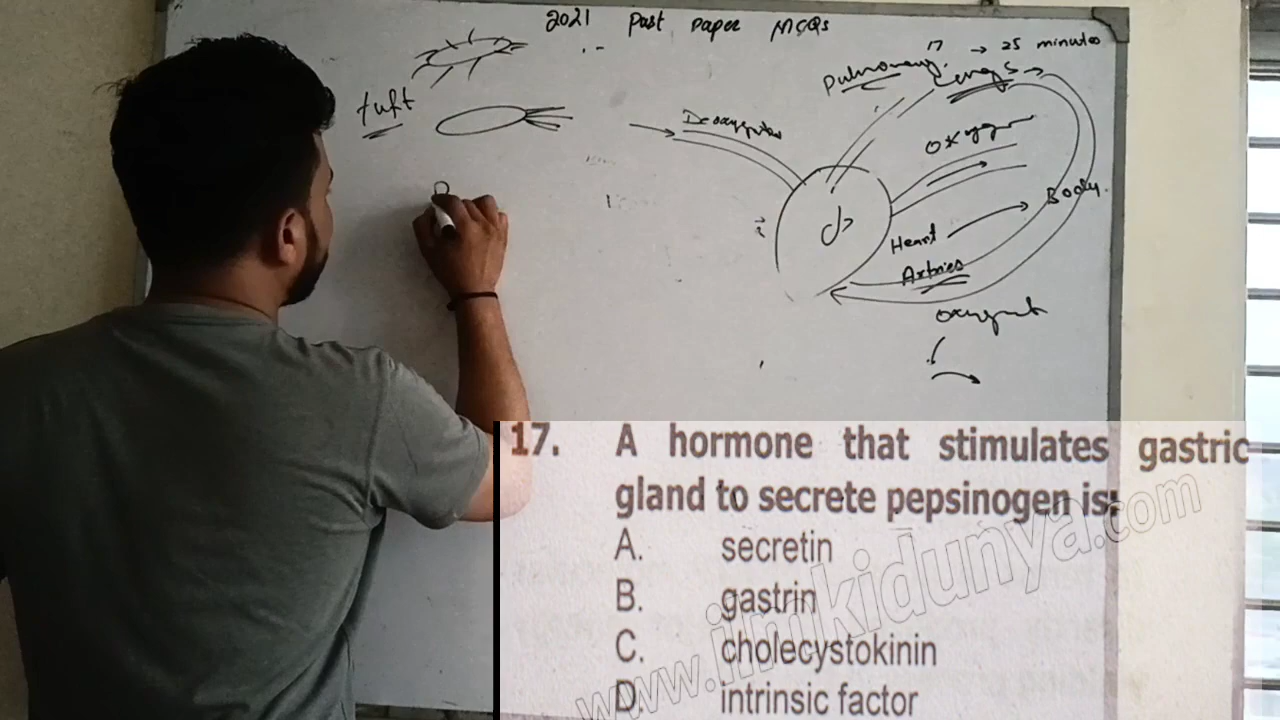 2021 Past Paper MCQs
17 → 25 minutes
Pulmonary.
Lungs →
tuft
Deoxygenated
Oxygen
Body.
Heart
Artries
17. A hormone that stimulates gastric
gland to secrete pepsinogen is:
A. secretin
B. gastrin
C. cholecystokinin
D. intrinsic factor
www.ilmkidunya.com